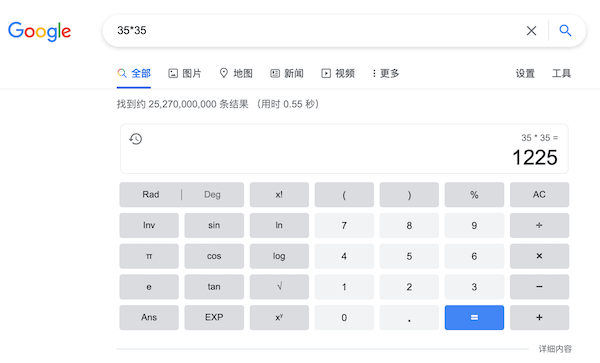 Google 35*35
全部 图片 地图 新闻 视频 更多 设置 工具
找到约 25,270,000,000 条结果 （用时 0.55 秒）
35 * 35 =
1225
Rad Deg x! ( ) % AC
Inv sin ln 7 8 9 ÷
π cos log 4 5 6 ×
e tan √ 1 2 3 −
Ans EXP xʸ 0 . = +
详细内容